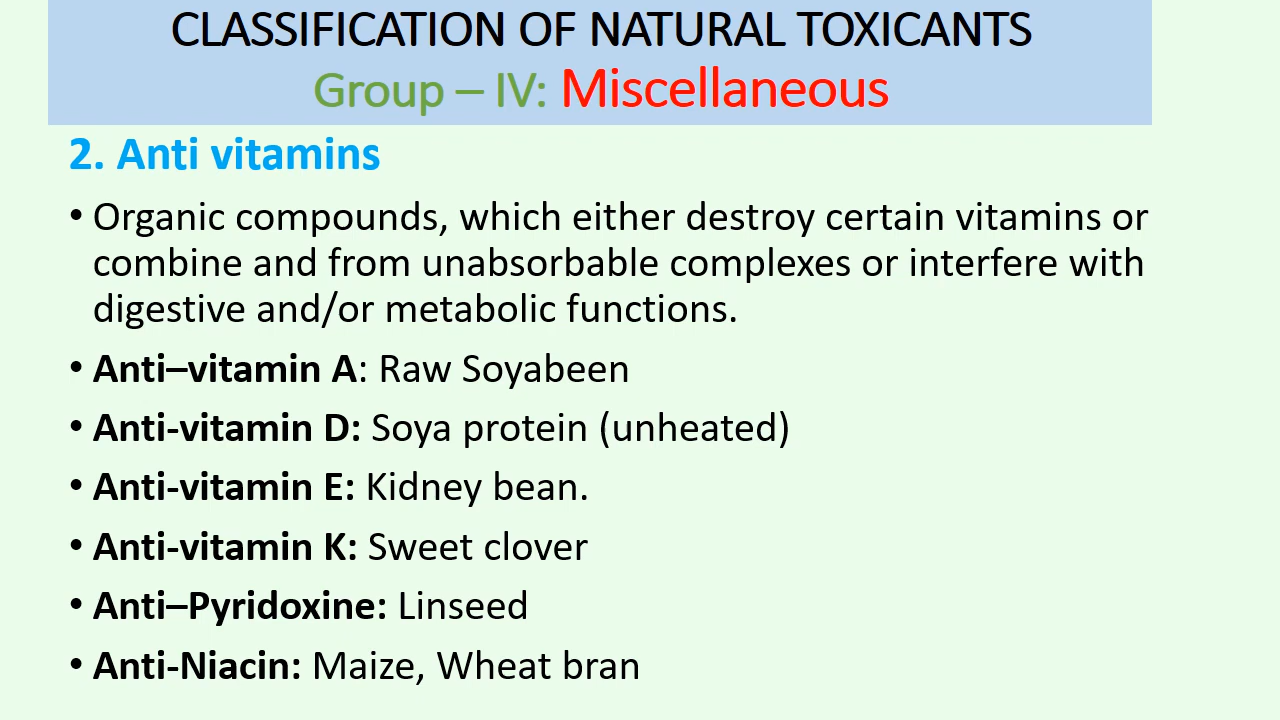 CLASSIFICATION OF NATURAL TOXICANTS
Group – IV: Miscellaneous
2. Anti vitamins
• Organic compounds, which either destroy certain vitamins or
combine and from unabsorbable complexes or interfere with
digestive and/or metabolic functions.
• Anti–vitamin A: Raw Soyabeen
• Anti-vitamin D: Soya protein (unheated)
• Anti-vitamin E: Kidney bean.
• Anti-vitamin K: Sweet clover
• Anti–Pyridoxine: Linseed
• Anti-Niacin: Maize, Wheat bran